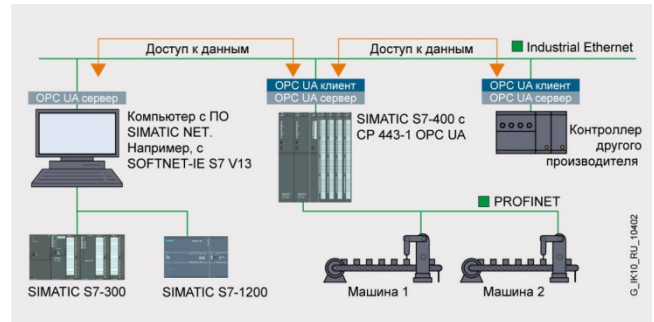 Доступ к данным
Доступ к данным
Industrial Ethernet
OPC UA сервер
OPC UA клиент
OPC UA сервер
OPC UA клиент
OPC UA сервер
Компьютер с ПО
SIMATIC NET.
Например, с
SOFTNET-IE S7 V13
SIMATIC S7-400 с
CP 443-1 OPC UA
Контроллер
другого
производителя
PROFINET
SIMATIC S7-300
SIMATIC S7-1200
Машина 1
Машина 2
G_IK10_RU_10402